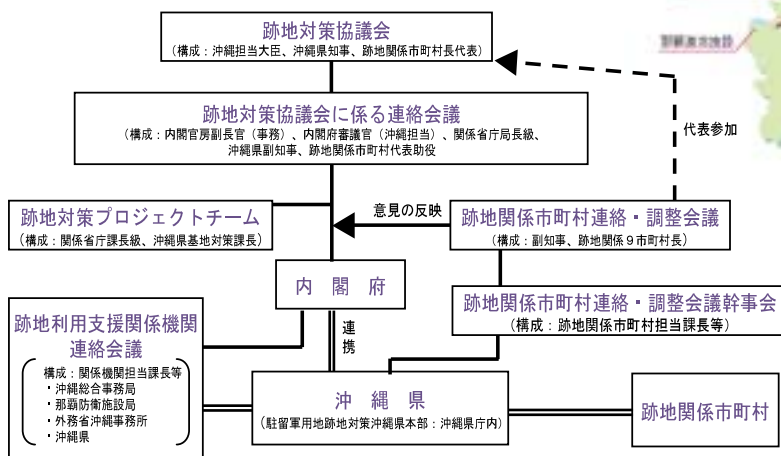 跡地対策協議会
(構成：沖縄担当大臣、沖縄県知事、跡地関係市町村長代表)
跡地対策協議会に係る連絡会議
(構成：内閣官房副長官（事務）、内閣府審議官（沖縄担当）、関係省庁局長級、
沖縄県副知事、跡地関係市町村代表助役
代表参加
跡地対策プロジェクトチーム
(構成：関係省庁課長級、沖縄県基地対策課長)
意見の反映
跡地関係市町村連絡・調整会議
(構成：副知事、跡地関係９市町村長)
内閣府
跡地関係市町村連絡・調整会議幹事会
(構成：跡地関係市町村担当課長等)
跡地利用支援関係機関
連絡会議
構成：関係機関担当課長等
・沖縄総合事務局
・那覇防衛施設局
・外務省沖縄事務所
・沖縄県
連携
沖縄県
(駐留軍用地跡地対策沖縄県本部：沖縄県庁内)
跡地関係市町村